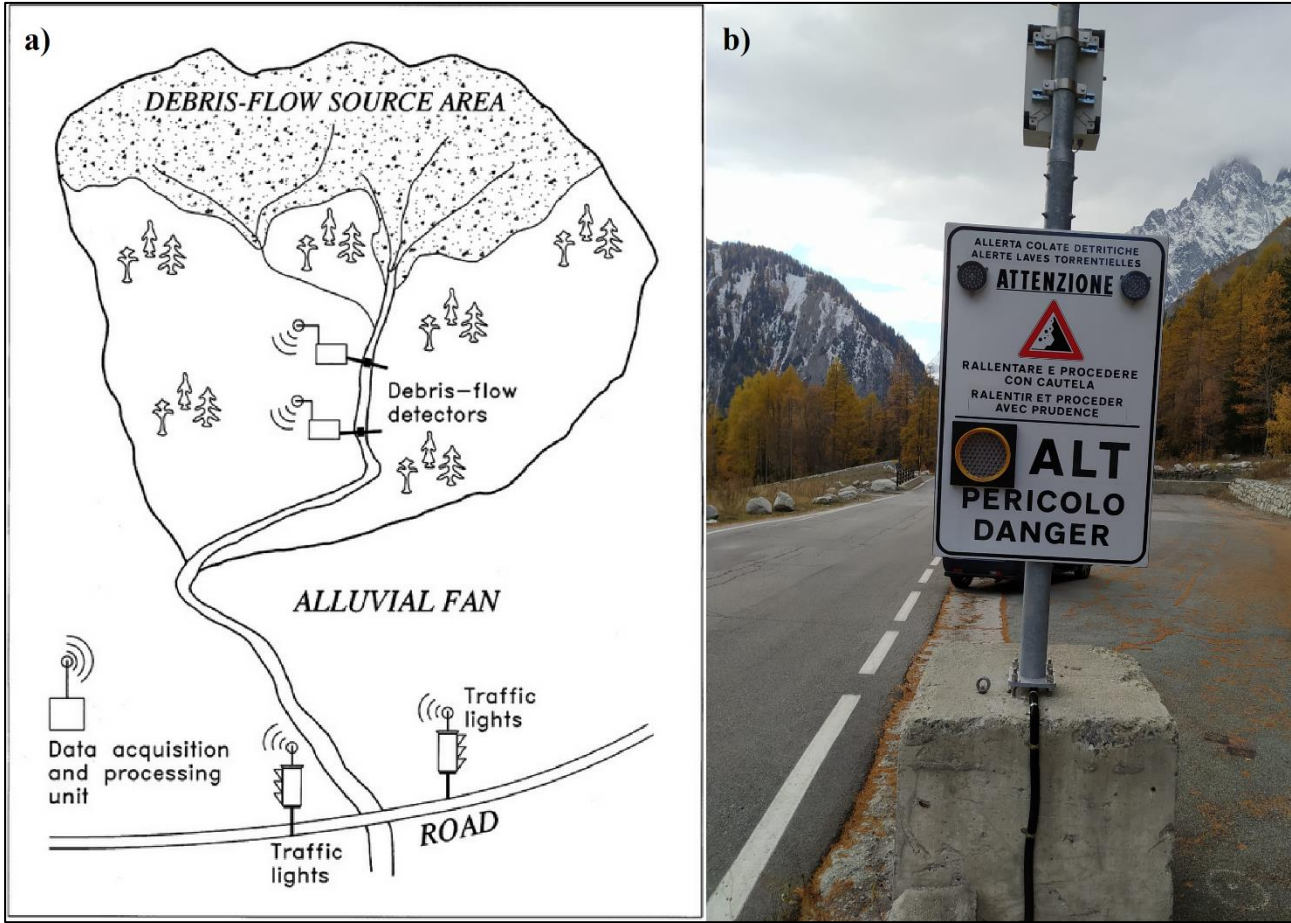 a)
DEBRIS-FLOW SOURCE AREA
Debris-flow
detectors
ALLUVIAL FAN
Traffic
lights
Data acquisition
and processing
unit
Traffic
lights
ROAD
b)
ALLERTA COLATE DETRITICHE
ALERTE LAVES TORRENTIELLES
ATTENZIONE
RALLENTARE E PROCEDERE
CON CAUTELA
RALENTIR ET PROCEDER
AVEC PRUDENCE
ALT
PERICOLO
DANGER